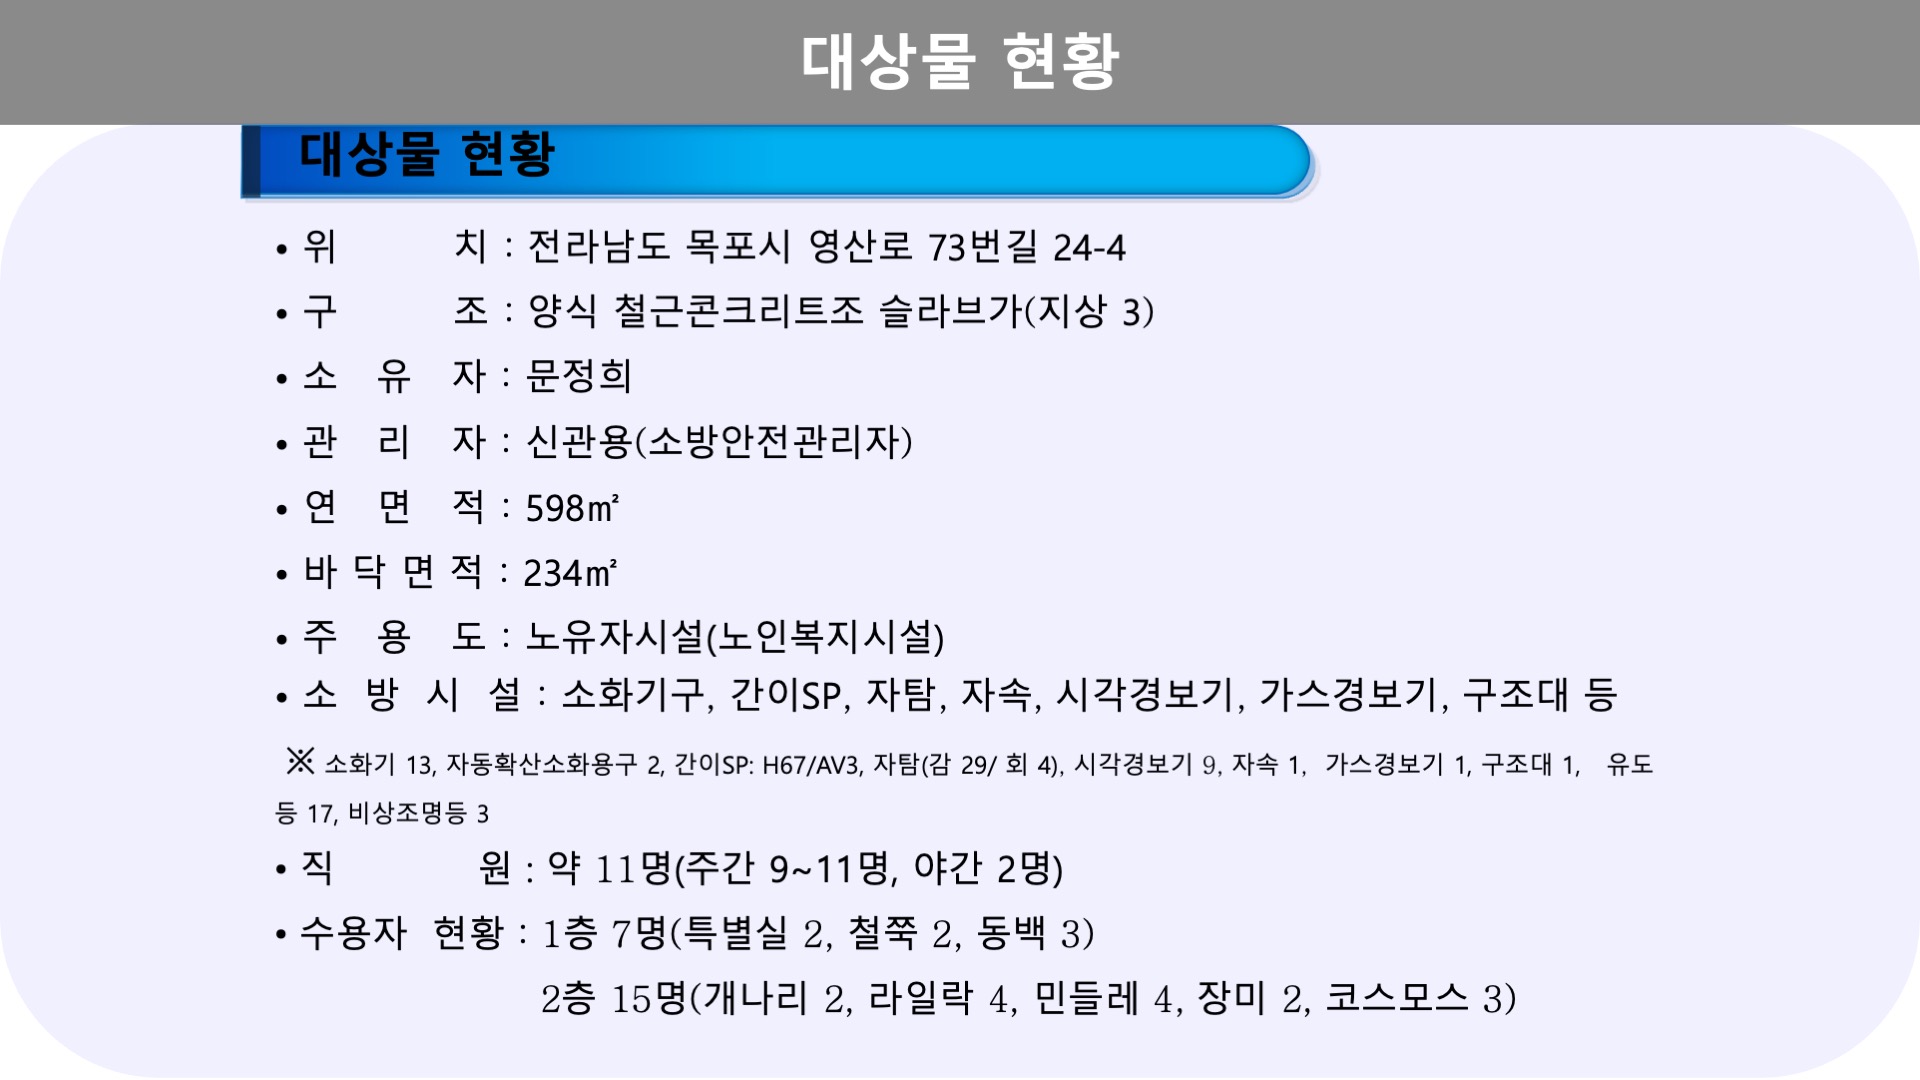 대상물 현황
대상물 현황
• 위 치 : 전라남도 목포시 영산로 73번길 24-4
• 구 조 : 양식 철근콘크리트조 슬라브가(지상 3)
• 소 유 자 : 문정희
• 관 리 자 : 신관용(소방안전관리자)
• 연 면 적 : 598㎡
• 바 닥 면 적 : 234㎡
• 주 용 도 : 노유자시설(노인복지시설)
• 소 방 시 설 : 소화기구, 간이SP, 자탐, 자속, 시각경보기, 가스경보기, 구조대 등
※ 소화기 13, 자동확산소화용구 2, 간이SP: H67/AV3, 자탐(감 29/ 회 4), 시각경보기 9, 자속 1, 가스경보기 1, 구조대 1, 유도
등 17, 비상조명등 3
• 직 원 : 약 11명(주간 9~11명, 야간 2명)
• 수용자 현황 : 1층 7명(특별실 2, 철쭉 2, 동백 3)
2층 15명(개나리 2, 라일락 4, 민들레 4, 장미 2, 코스모스 3)